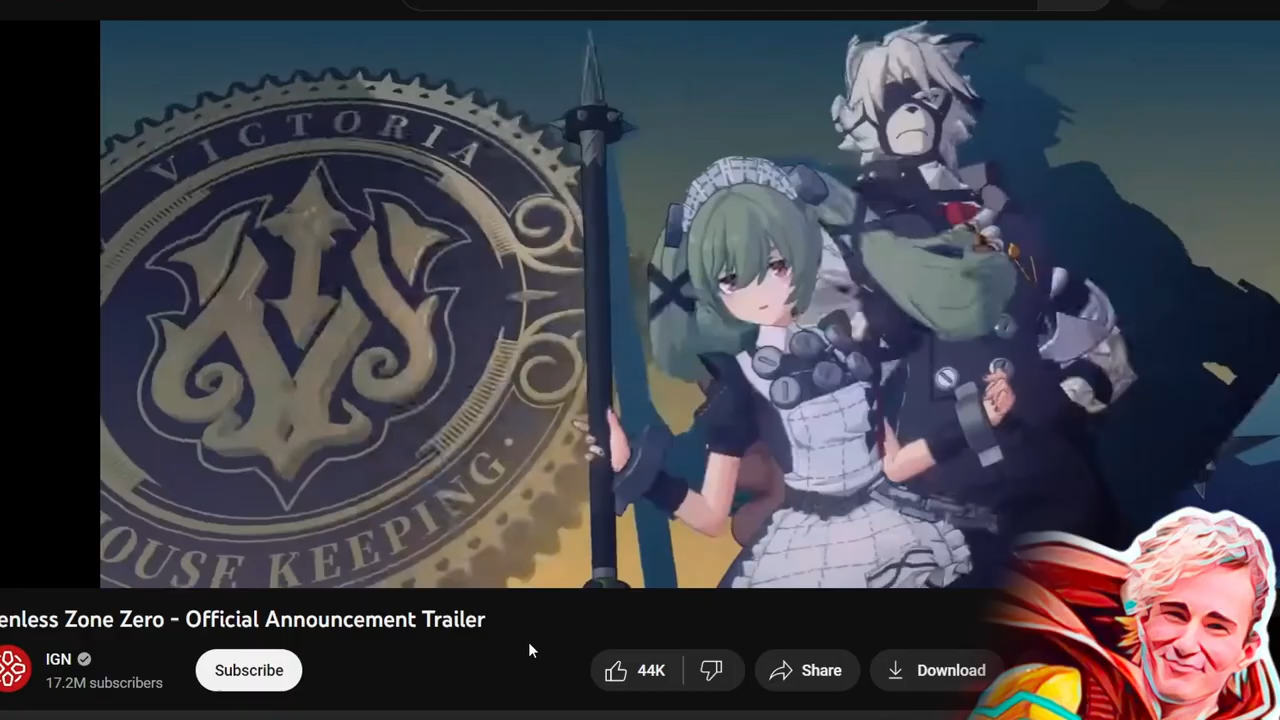 VICTORIA
OUSE KEEPING
enless Zone Zero - Official Announcement Trailer
IGN
17.2M subscribers
Subscribe
44K
Share
Download